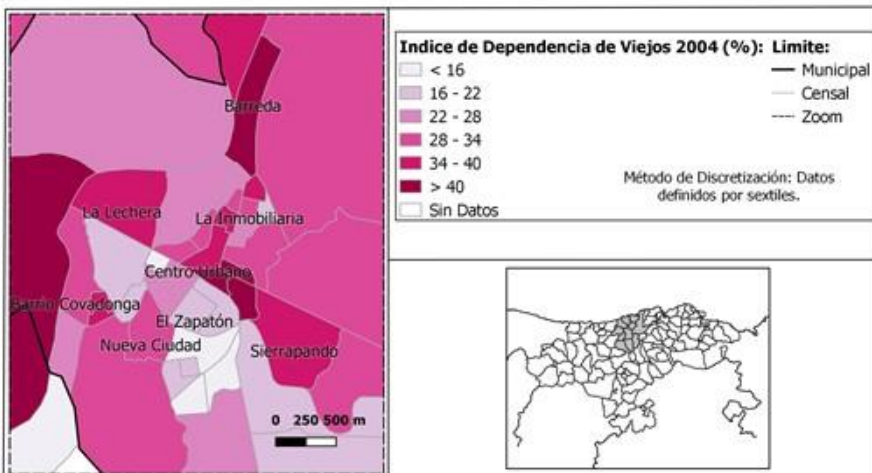 Indice de Dependencia de Viejos 2004 (%):
< 16
16 - 22
22 - 28
28 - 34
34 - 40
> 40
Sin Datos
Limite:
Municipal
Censal
Zoom
Método de Discretización: Datos
definidos por sextiles.
Barreda
La Lechera
La Inmobiliaria
Centro Urbano
Barrio Covadonga
El Zapatón
Nueva Ciudad
Sierrapando
0 250 500 m